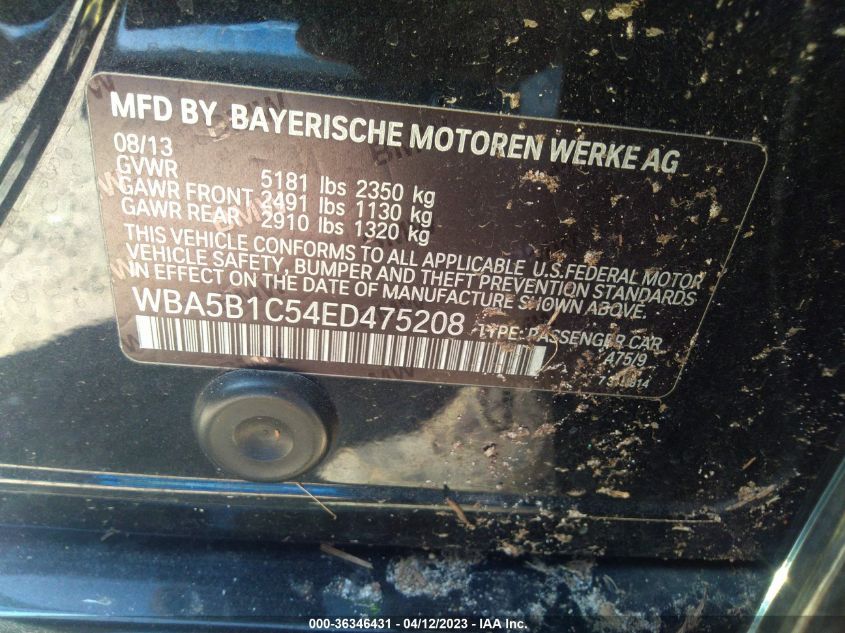 MFD BY BAYERISCHE MOTOREN WERKE AG
08/13
GVWR 5181 lbs 2350 kg
GAWR FRONT 2491 lbs 1130 kg
GAWR REAR 2910 lbs 1320 kg
THIS VEHICLE CONFORMS TO ALL APPLICABLE U.S.FEDERAL MOTOR
VEHICLE SAFETY, BUMPER AND THEFT PREVENTION STANDARDS
IN EFFECT ON THE DATE OF MANUFACTURE SHOWN ABOVE.
WBA5B1C54ED475208 TYPE: PASSENGER CAR
A75/9
000-36346431 - 04/12/2023 - IAA Inc.